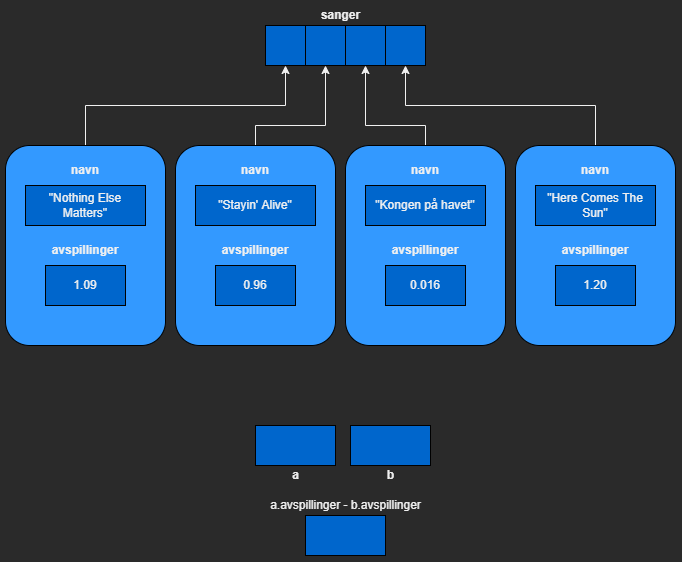 sanger
navn
navn
navn
navn
"Nothing Else
Matters"
"Stayin' Alive"
"Kongen på havet"
"Here Comes The
Sun"
avspillinger
avspillinger
avspillinger
avspillinger
1.09
0.96
0.016
1.20
a
b
a.avspillinger - b.avspillinger